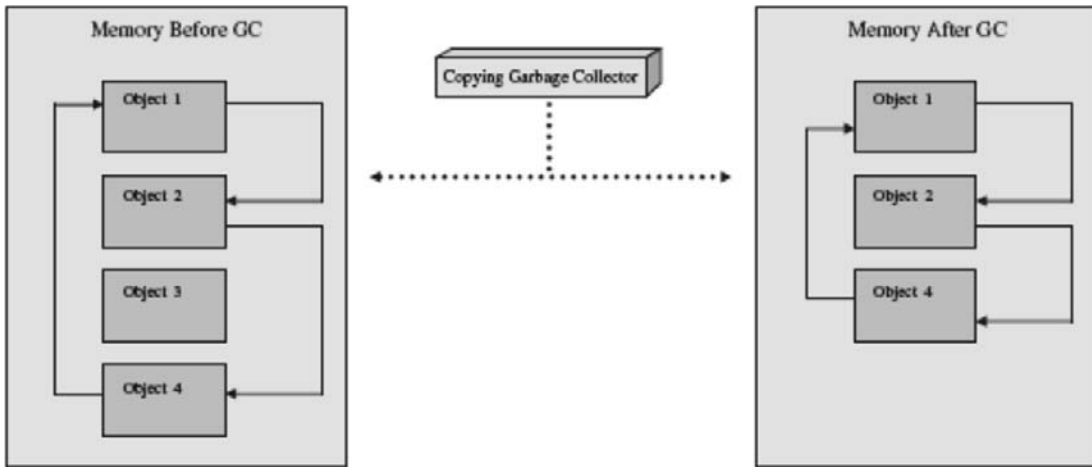 Memory Before GC
Object 1
Object 2
Object 3
Object 4
Copying Garbage Collector
Memory After GC
Object 1
Object 2
Object 4